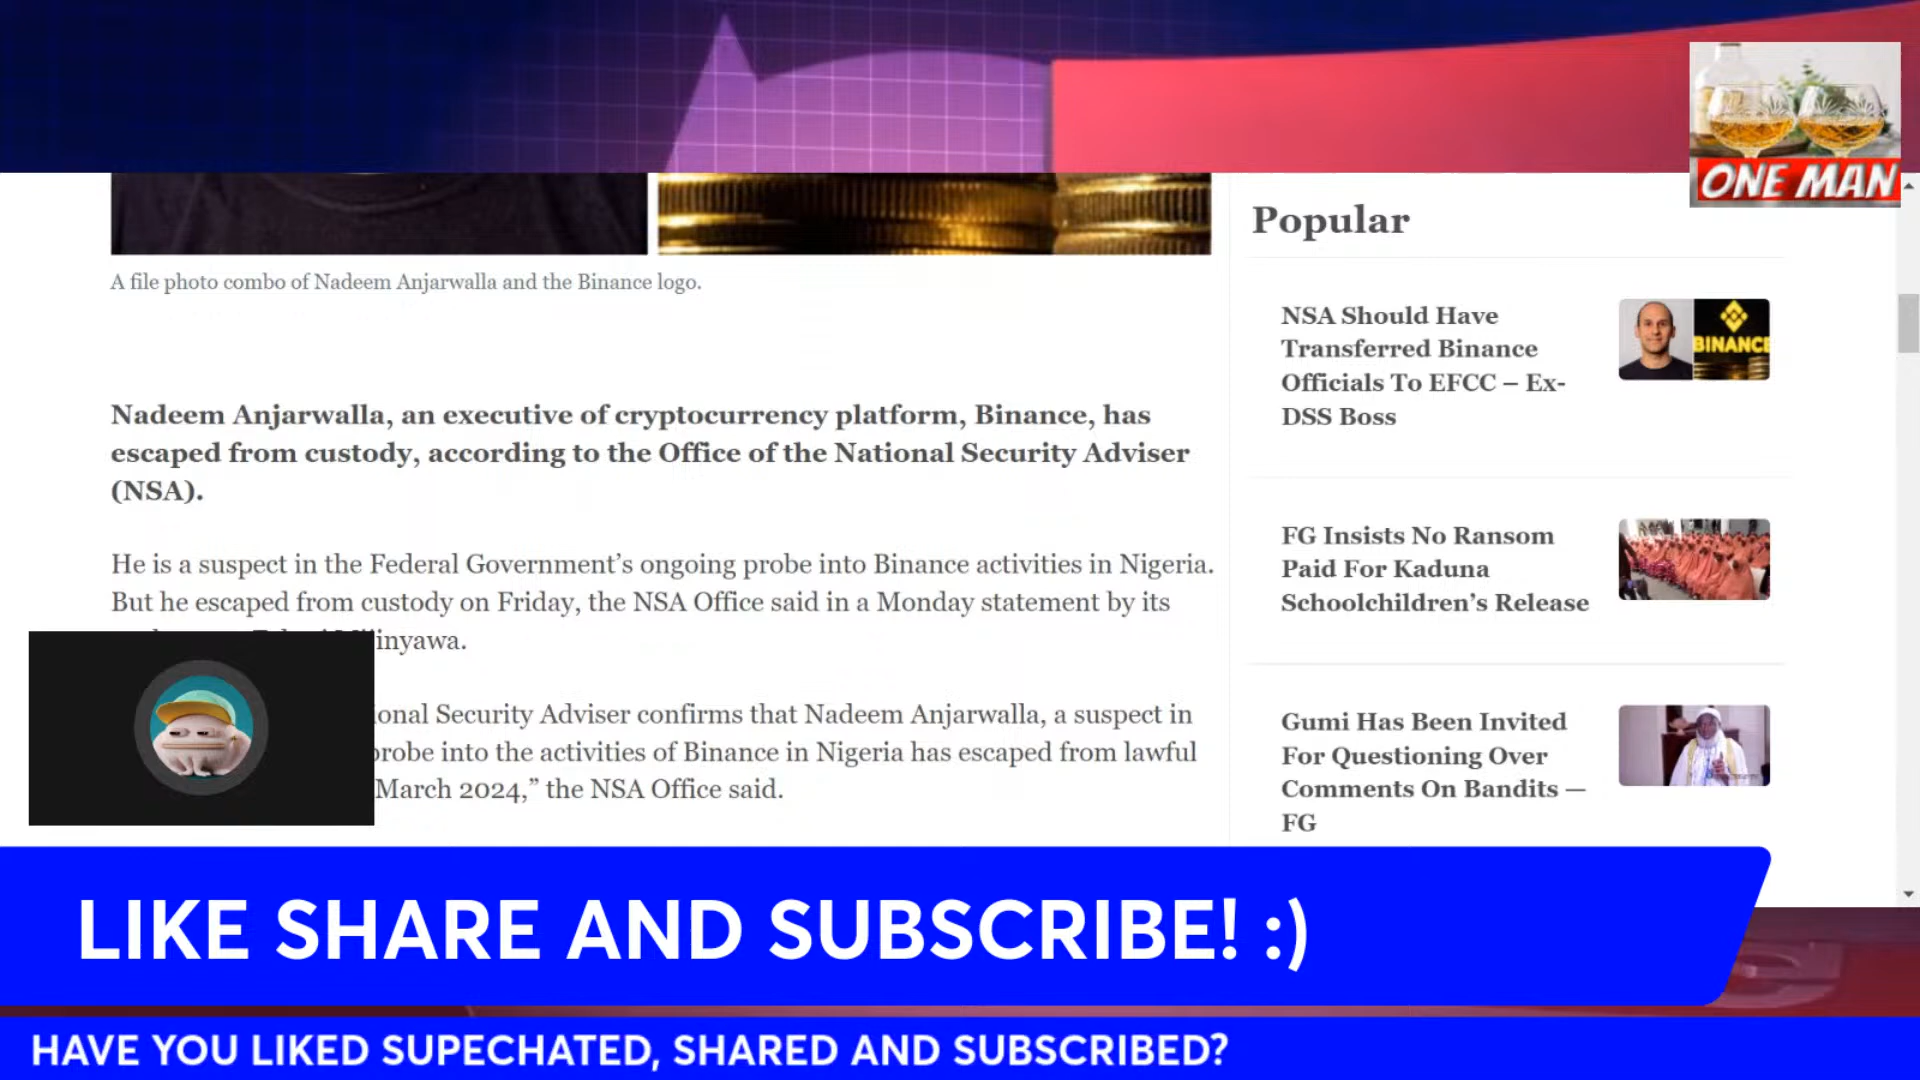 ONE MAN
A file photo combo of Nadeem Anjarwalla and the Binance logo.
Nadeem Anjarwalla, an executive of cryptocurrency platform, Binance, has
escaped from custody, according to the Office of the National Security Adviser
(NSA).
He is a suspect in the Federal Government’s ongoing probe into Binance activities in Nigeria.
But he escaped from custody on Friday, the NSA Office said in a Monday statement by its
inyawa.
ional Security Adviser confirms that Nadeem Anjarwalla, a suspect in
probe into the activities of Binance in Nigeria has escaped from lawful
March 2024,” the NSA Office said.
Popular
NSA Should Have
Transferred Binance
Officials To EFCC – Ex-
DSS Boss
BINANCE
FG Insists No Ransom
Paid For Kaduna
Schoolchildren’s Release
Gumi Has Been Invited
For Questioning Over
Comments On Bandits —
FG
LIKE SHARE AND SUBSCRIBE! :)
HAVE YOU LIKED SUPECHATED, SHARED AND SUBSCRIBED?